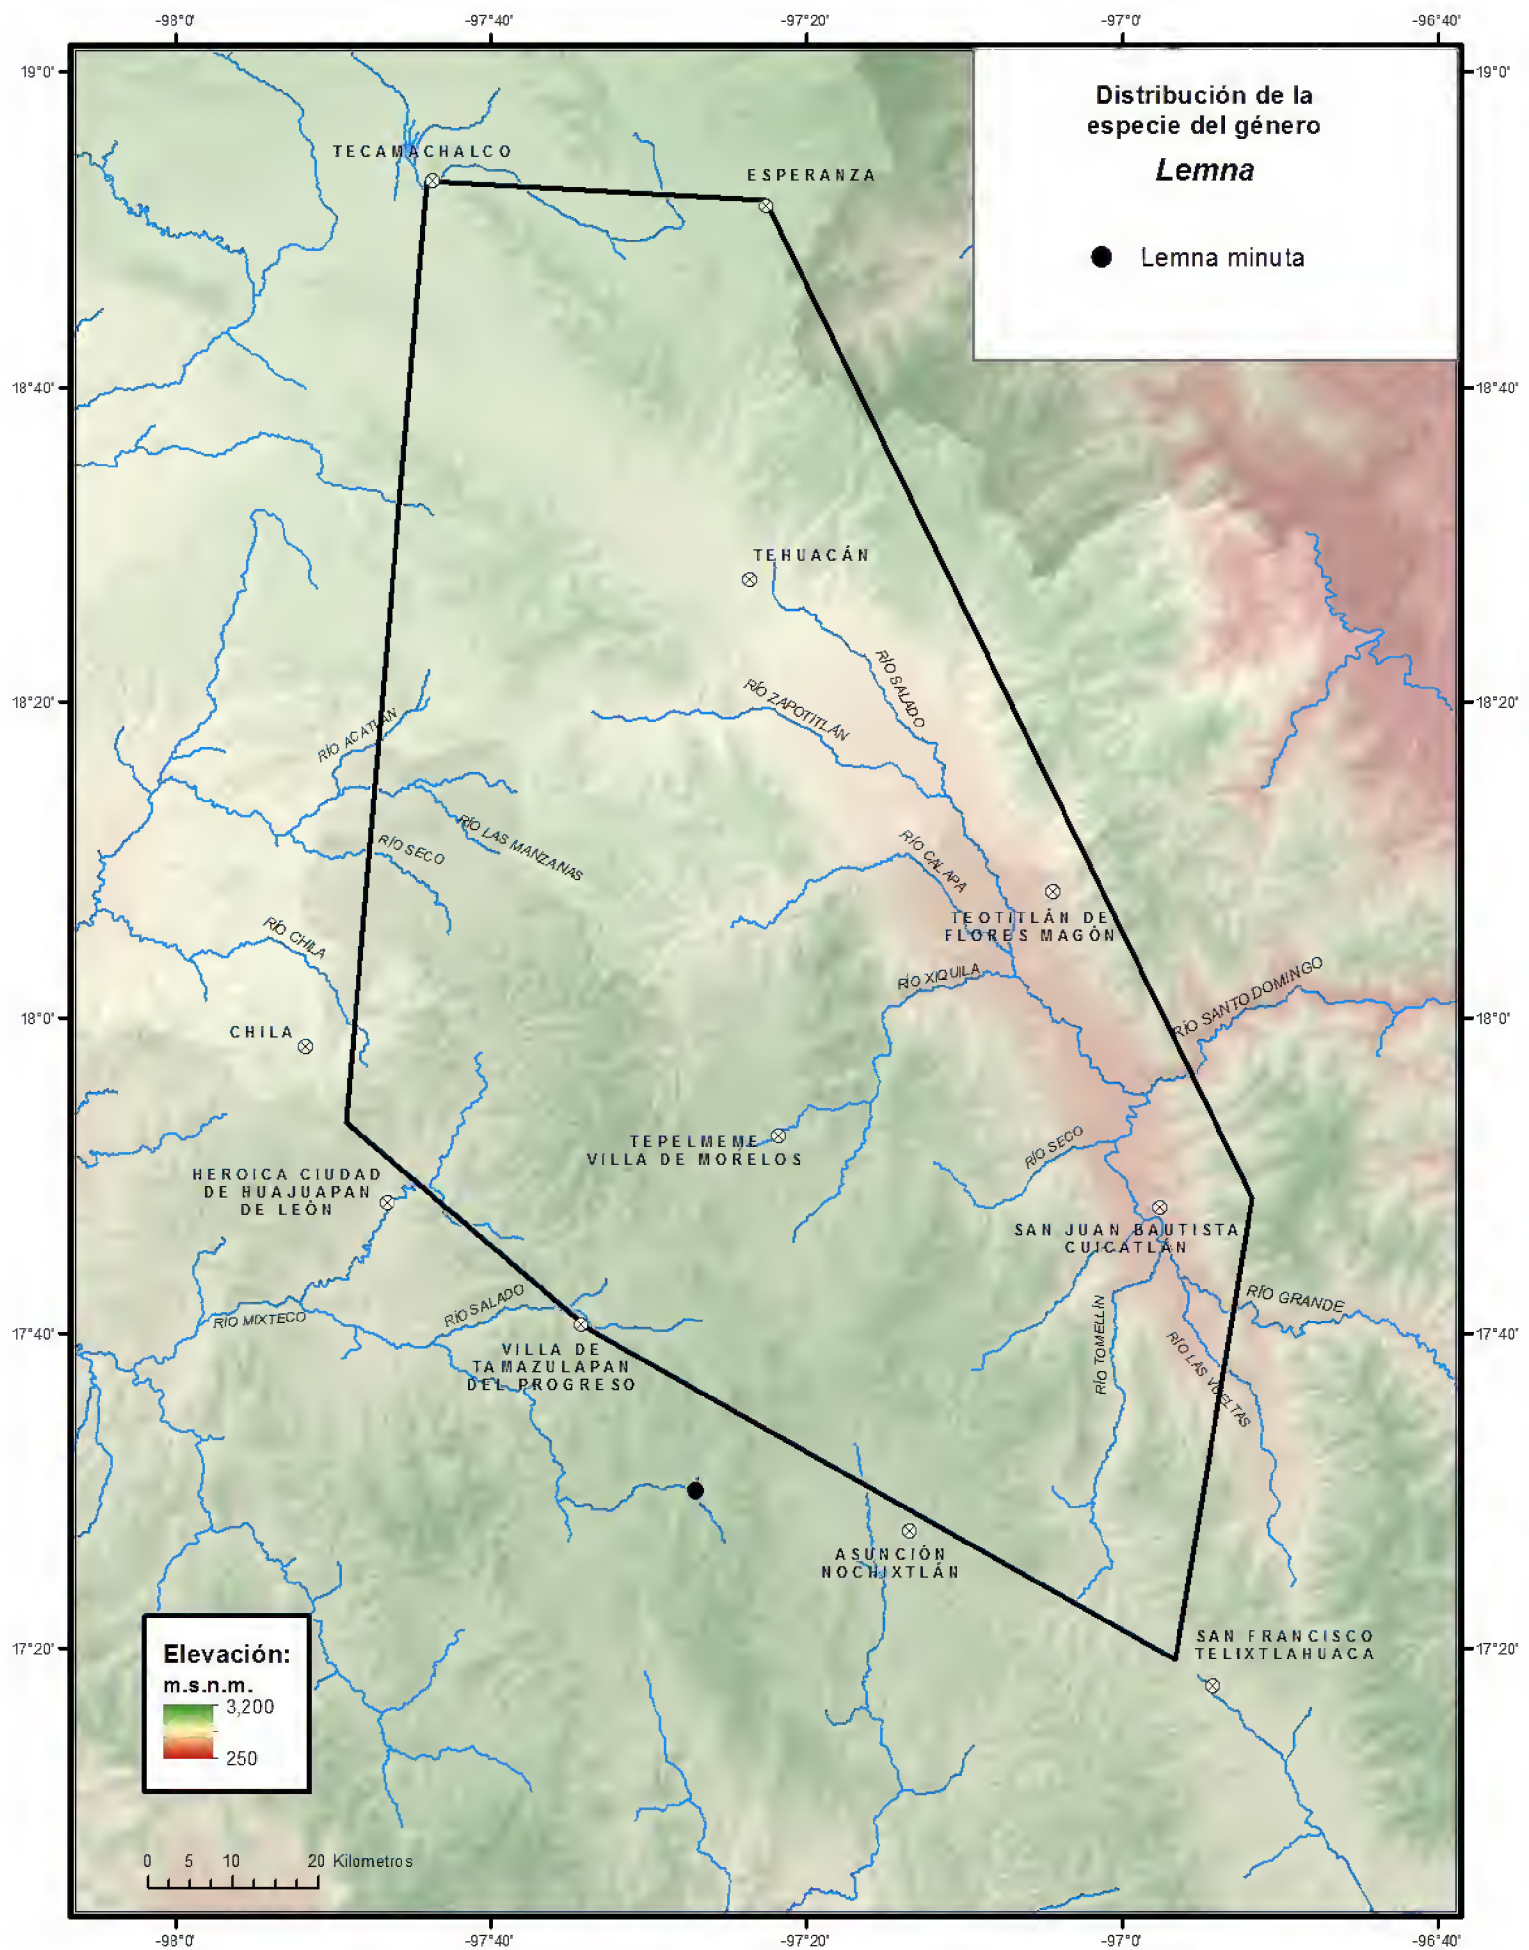 -98°0'
-97°40'
-97°20'
-97°0'
-96°40'
19°0'
19°0'
Distribución de la
especie del género
Lemna
Lemna minuta
TECAMACHALCO
ESPERANZA
18°40'
18°40'
TEHUACÁN
RÍO SALADO
RÍO ZAPOTITLÁN
18°20'
18°20'
RÍO ACATLÁN
RÍO LAS MANZANAS
RÍO SECO
RÍO CALAPA
TEOTITLÁN DE
FLORES MAGÓN
RÍO CHILA
RÍO XIQUILA
RÍO SANTO DOMINGO
18°0'
18°0'
CHILA
TEPELMEME
VILLA DE MORELOS
RÍO SECO
HEROICA CIUDAD
DE HUAJUAPAN
DE LEÓN
SAN JUAN BAUTISTA
CUICATLÁN
RÍO SALADO
RÍO MIXTECO
RÍO GRANDE
RÍO TOMELLÍN
RÍO LAS VUELTAS
17°40'
17°40'
VILLA DE
TAMAZULAPAN
DEL PROGRESO
ASUNCIÓN
NOCHIXTLÁN
SAN FRANCISCO
TELIXTLAHUACA
17°20'
17°20'
Elevación:
m.s.n.m.
3,200
250
0 5 10 20 Kilometros
-98°0'
-97°40'
-97°20'
-97°0'
-96°40'